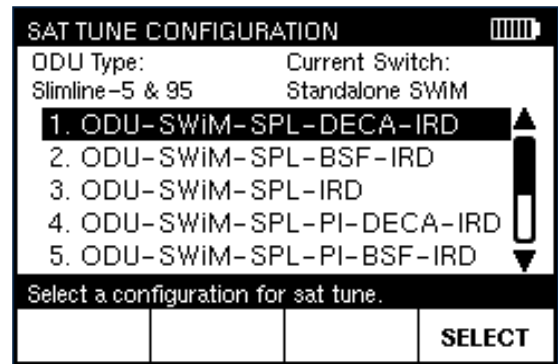 SAT TUNE CONFIGURATION
ODU Type: Current Switch:
Slimline-5 & 95 Standalone SWiM
1. ODU-SWiM-SPL-DECA-IRD
2. ODU-SWiM-SPL-BSF-IRD
3. ODU-SWiM-SPL-IRD
4. ODU-SWiM-SPL-PI-DECA-IRD
5. ODU-SWiM-SPL-PI-BSF-IRD
Select a configuration for sat tune.
SELECT